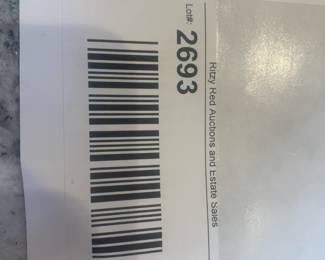 Ritzy Red Auctions and Estate Sales
Lot#: 2693